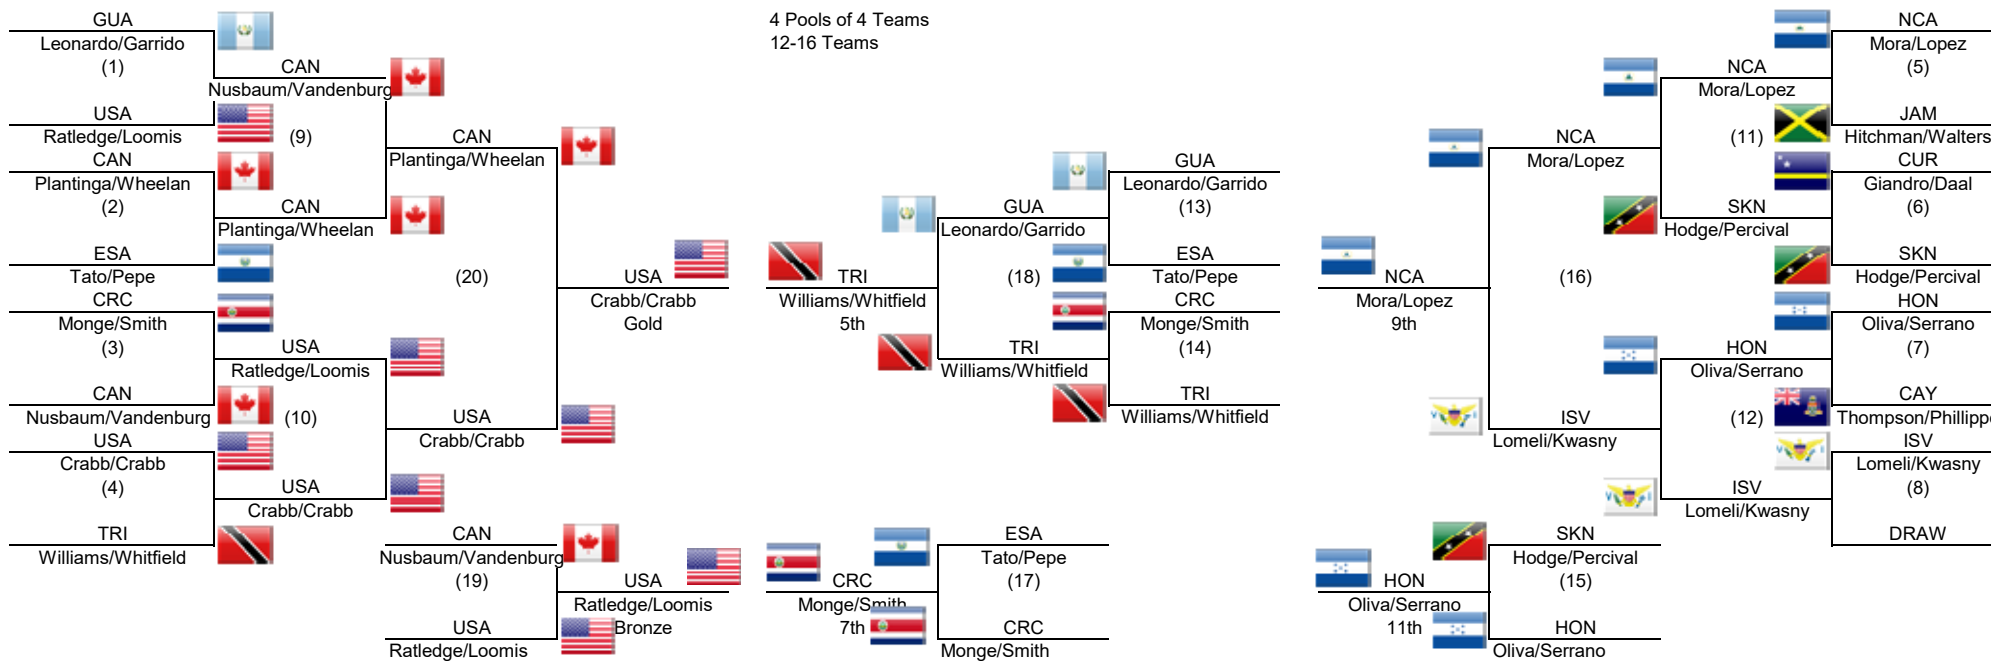 GUA
Leonardo/Garrido
(1)
USA
Ratledge/Loomis
CAN
Plantinga/Wheelan
(2)
ESA
Tato/Pepe
CRC
Monge/Smith
(3)
CAN
Nusbaum/Vandenburg
USA
Crabb/Crabb
(4)
TRI
Williams/Whitfield
CAN
Nusbaum/Vandenburg
(9)
CAN
Plantinga/Wheelan
USA
Ratledge/Loomis
(10)
USA
Crabb/Crabb
CAN
Plantinga/Wheelan
(20)
USA
Crabb/Crabb
USA
Crabb/Crabb
Gold
CAN
Nusbaum/Vandenburg
(19)
USA
Ratledge/Loomis
USA
Ratledge/Loomis
Bronze
4 Pools of 4 Teams
12-16 Teams
TRI
Williams/Whitfield
5th
GUA
Leonardo/Garrido
(18)
TRI
Williams/Whitfield
GUA
Leonardo/Garrido
(13)
ESA
Tato/Pepe
CRC
Monge/Smith
(14)
TRI
Williams/Whitfield
CRC
Monge/Smith
7th
ESA
Tato/Pepe
(17)
CRC
Monge/Smith
NCA
Mora/Lopez
9th
NCA
Mora/Lopez
(16)
ISV
Lomeli/Kwasny
NCA
Mora/Lopez
(11)
SKN
Hodge/Percival
HON
Oliva/Serrano
(12)
ISV
Lomeli/Kwasny
NCA
Mora/Lopez
(5)
JAM
Hitchman/Walters
CUR
Giandro/Daal
(6)
SKN
Hodge/Percival
HON
Oliva/Serrano
(7)
CAY
Thompson/Phillipp
ISV
Lomeli/Kwasny
(8)
DRAW
HON
Oliva/Serrano
11th
SKN
Hodge/Percival
(15)
HON
Oliva/Serrano